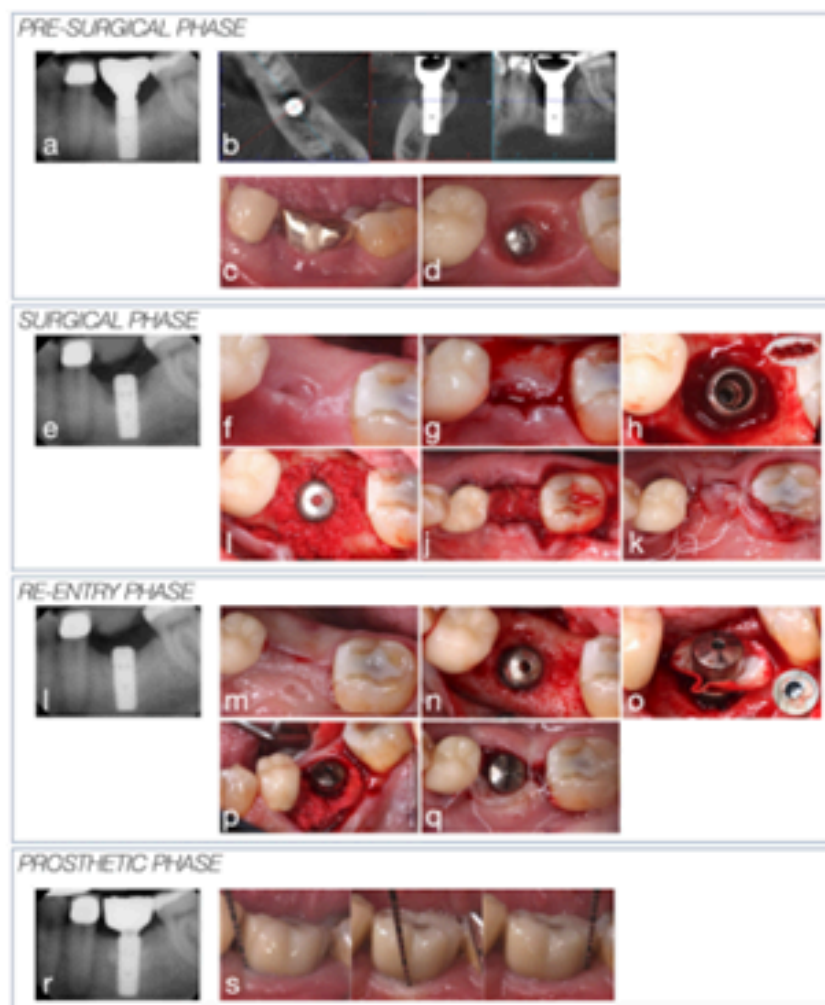 PRE-SURGICAL PHASE
a
b
c
d
SURGICAL PHASE
e
f
g
h
i
j
k
RE-ENTRY PHASE
l
m
n
o
p
q
PROSTHETIC PHASE
r
s